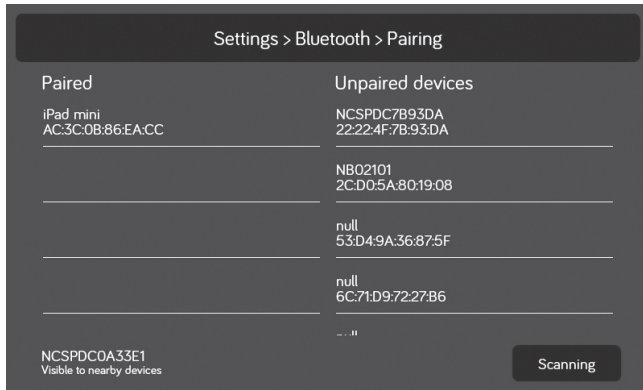 Settings > Bluetooth > Pairing
Paired
iPad mini
AC:3C:0B:86:EA:CC
Unpaired devices
NCSPDC7B93DA
22:22:4F:7B:93:DA
NB02101
2C:D0:5A:80:19:08
null
53:D4:9A:36:87:5F
null
6C:71:D9:72:27:B6
NCSPDC0A33E1
Visible to nearby devices
Scanning